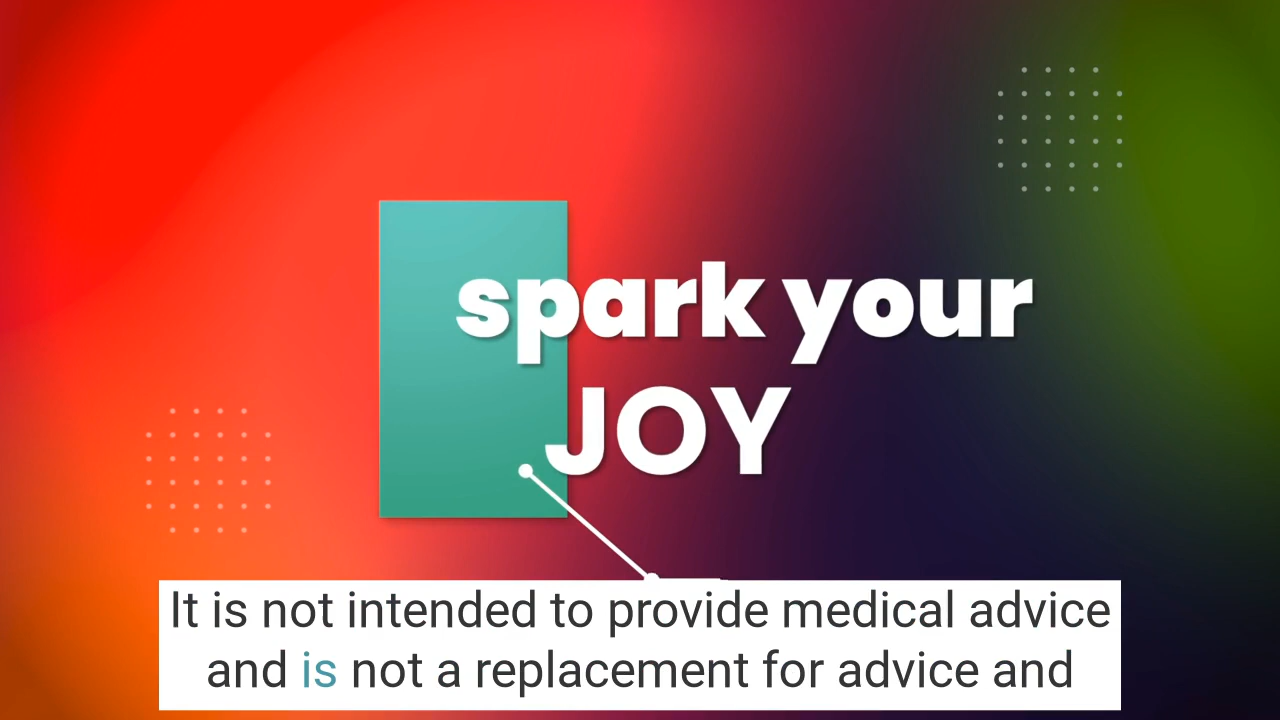 spark your
JOY
It is not intended to provide medical advice
and is not a replacement for advice and